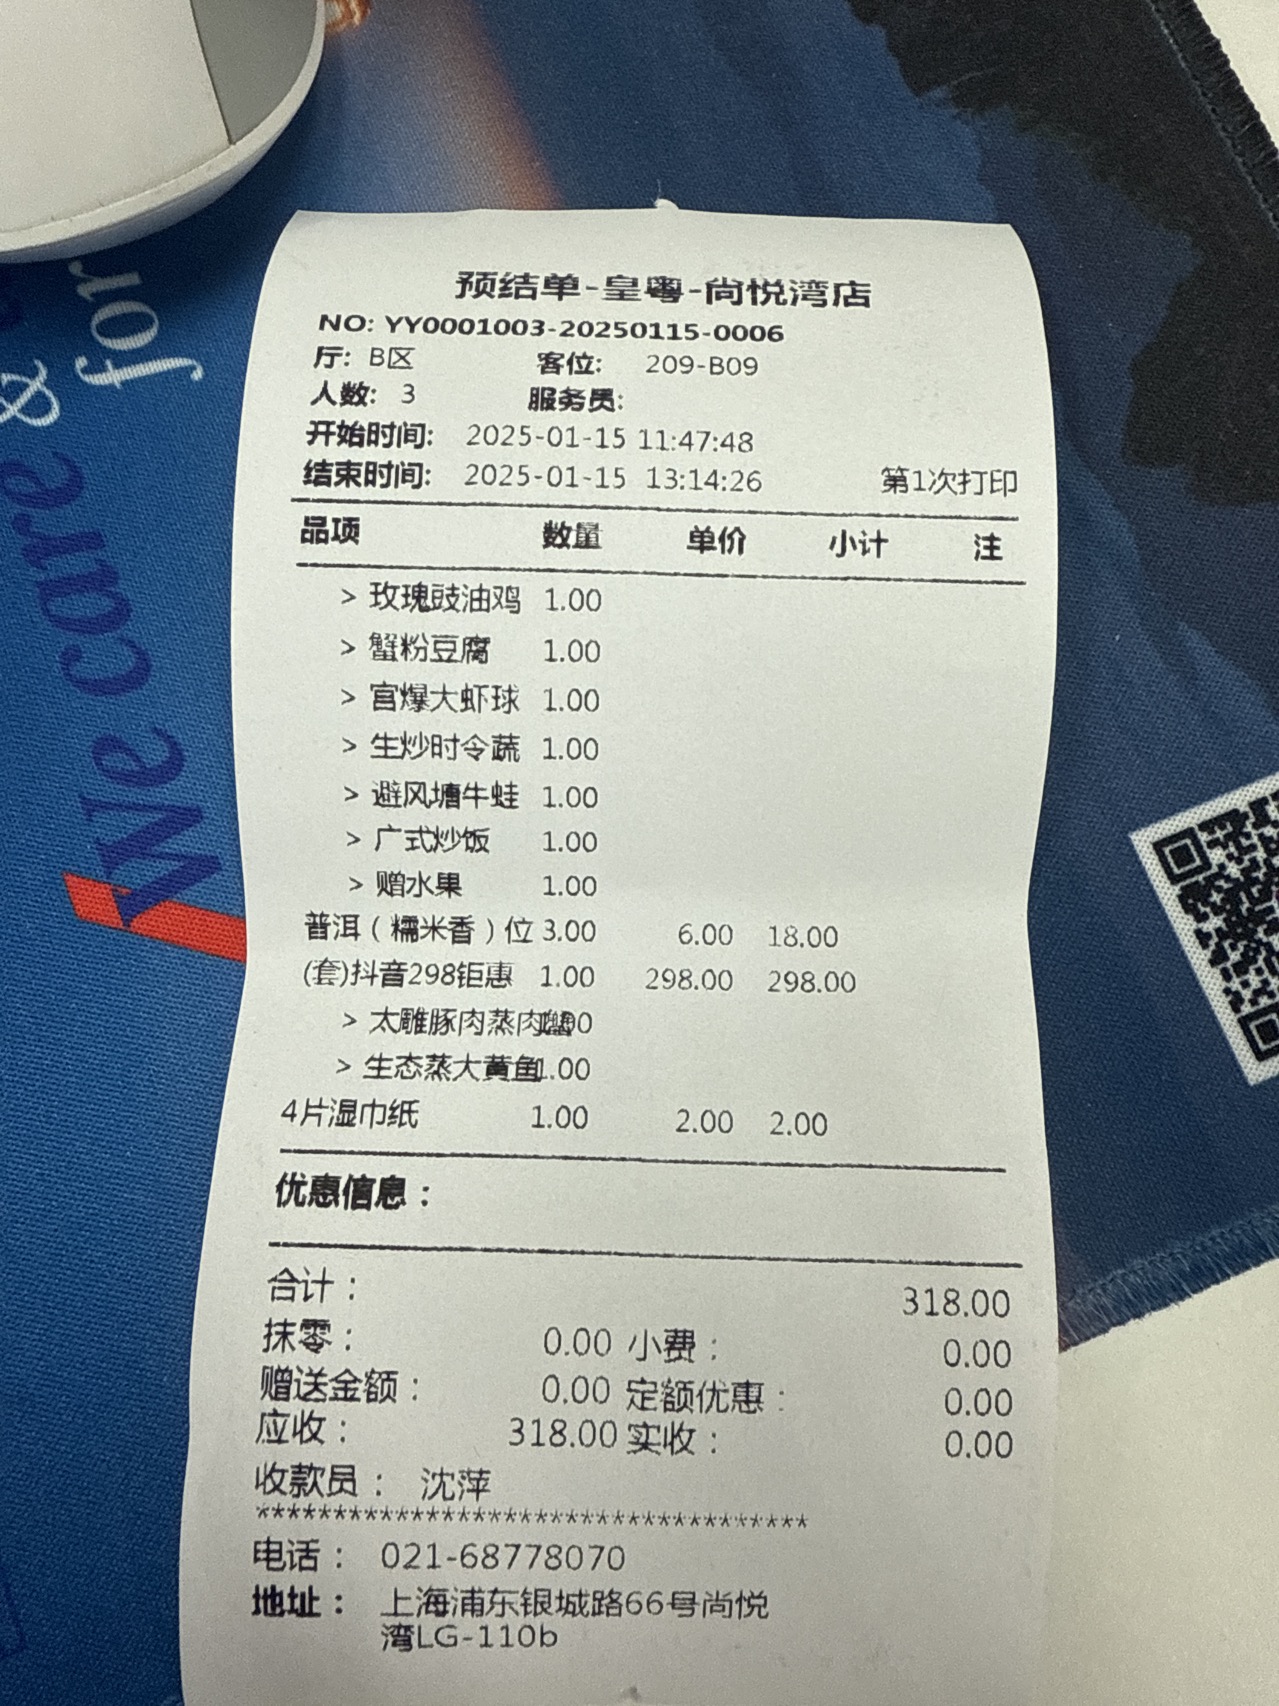 预结单-皇粤-尚悦湾店
NO: YY0001003-20250115-0006
厅: B区 客位: 209-B09
人数: 3 服务员:
开始时间: 2025-01-15 11:47:48
结束时间: 2025-01-15 13:14:26 第1次打印
品项 数量 单价 小计 注
> 玫瑰豉油鸡 1.00
> 蟹粉豆腐 1.00
> 宫爆大虾球 1.00
> 生炒时令蔬 1.00
> 避风塘牛蛙 1.00
> 广式炒饭 1.00
> 赠水果 1.00
普洱（糯米香）位 3.00 6.00 18.00
(套)抖音298钜惠 1.00 298.00 298.00
> 太雕豚肉蒸肉蟹1.00
> 生态蒸大黄鱼1.00
4片湿巾纸 1.00 2.00 2.00
优惠信息：
合计： 318.00
抹零： 0.00 小费： 0.00
赠送金额： 0.00 定额优惠： 0.00
应收： 318.00 实收： 0.00
收款员： 沈萍
************************************
电话： 021-68778070
地址： 上海浦东银城路66号尚悦
湾LG-110b
We care &
for